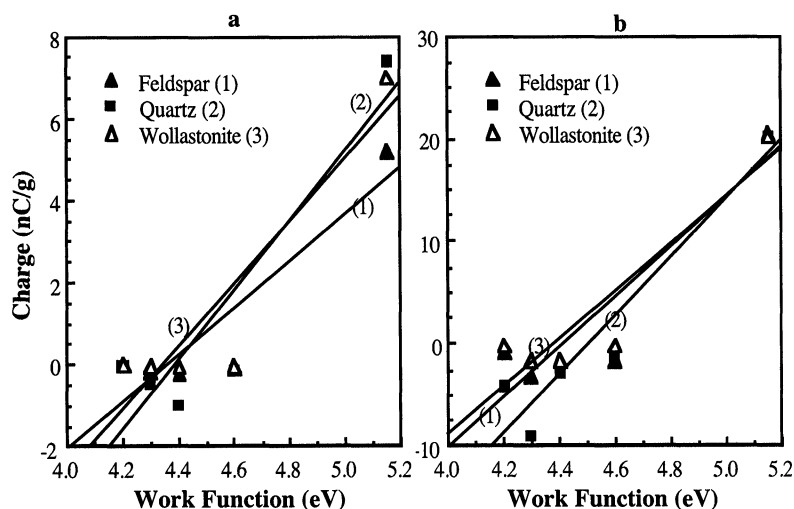 a
8
6
4
2
0
-2
Charge (nC/g)
Feldspar (1)
Quartz (2)
Wollastonite (3)
(2)
(1)
(3)
4.0 4.2 4.4 4.6 4.8 5.0 5.2
Work Function (eV)
b
30
20
10
0
-10
Feldspar (1)
Quartz (2)
Wollastonite (3)
(2)
(3)
(1)
4.0 4.2 4.4 4.6 4.8 5.0 5.2
Work Function (eV)